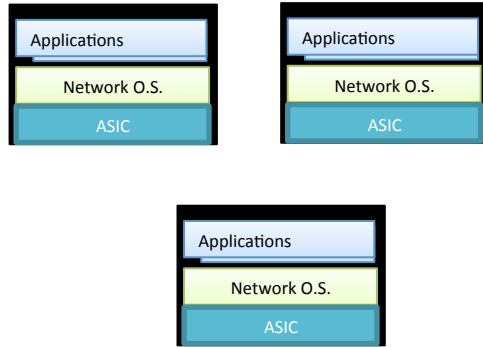 Applications
Network O.S.
ASIC
Applications
Network O.S.
ASIC
Applications
Network O.S.
ASIC